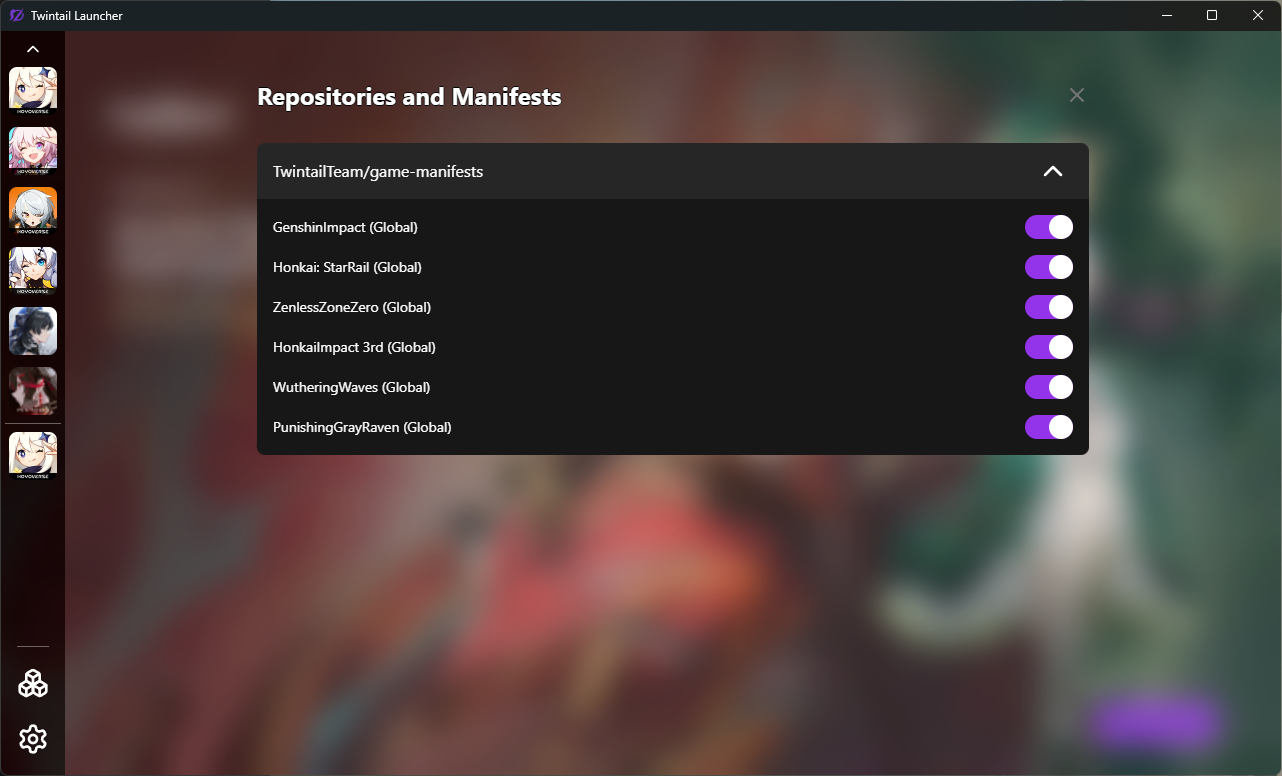 Twintail Launcher
HOYOVERSE
HOYOVERSE
HOYOVERSE
HOYOVERSE
HOYOVERSE
Repositories and Manifests
TwintailTeam/game-manifests
GenshinImpact (Global)
Honkai: StarRail (Global)
ZenlessZoneZero (Global)
HonkaiImpact 3rd (Global)
WutheringWaves (Global)
PunishingGrayRaven (Global)